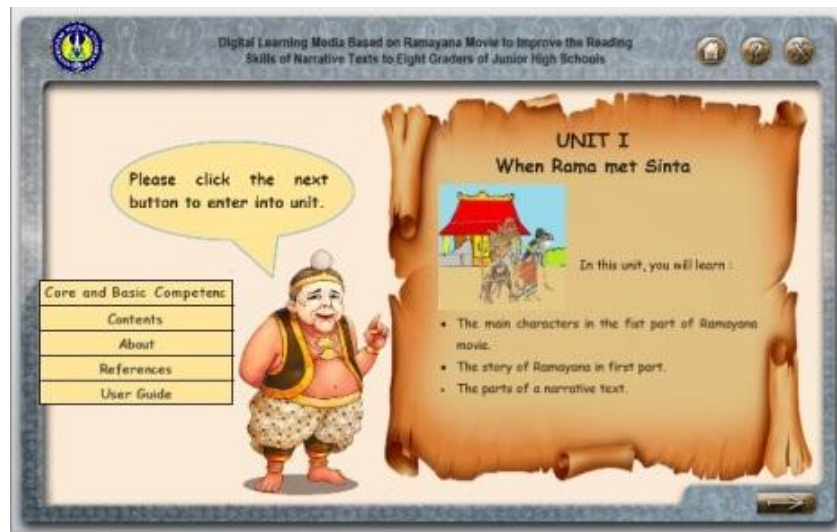 Digital Learning Media Based on Ramayana Movie to Improve the Reading
Skills of Narrative Texts to Eight Graders of Junior High Schools
?
Please click the next
button to enter into unit.
Core and Basic Competenc
Contents
About
References
User Guide
UNIT I
When Rama met Sinta
In this unit, you will learn :
• The main characters in the fist part of Ramayana
movie.
• The story of Ramayana in first part.
• The parts of a narrative text.